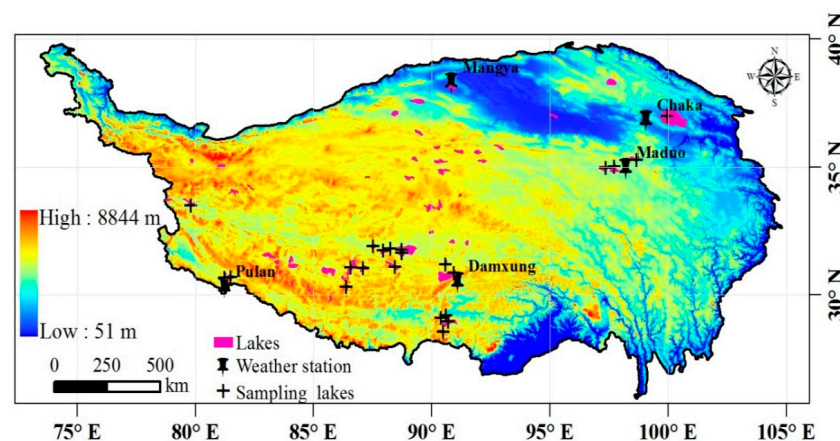 40° N
N
W E
S
Mangya
Chaka
Maduo
35° N
High : 8844 m
Pulan
Damxung
30° N
Low : 51 m
Lakes
Weather station
Sampling lakes
0 250 500
km
75° E 80° E 85° E 90° E 95° E 100° E 105° E